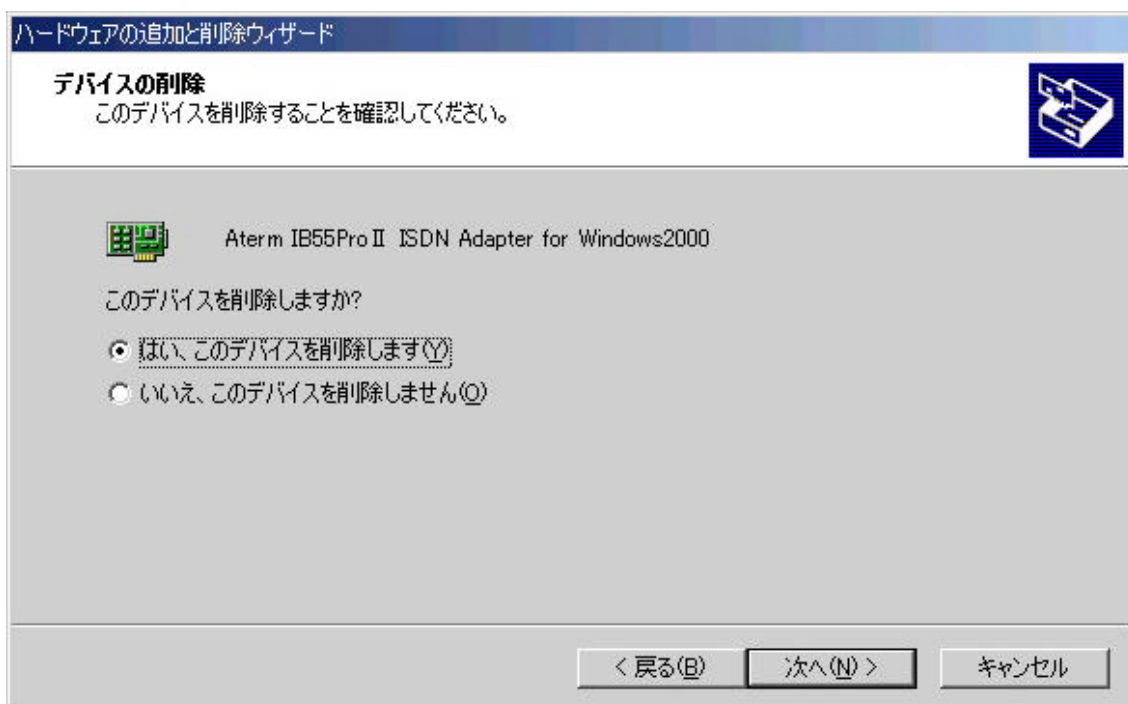 ハードウェアの追加と削除ウィザード
デバイスの削除
このデバイスを削除することを確認してください。
Aterm IB55ProⅡ ISDN Adapter for Windows2000
このデバイスを削除しますか?
はい、このデバイスを削除します(Y)
いいえ、このデバイスを削除しません(O)
< 戻る(B) 次へ(N) > キャンセル